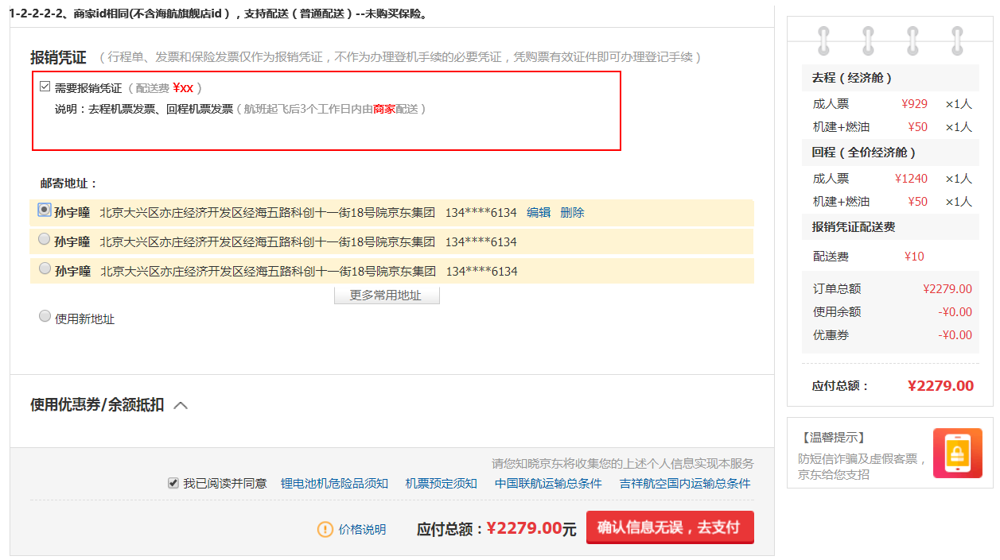 1-2-2-2-2、商家id相同(不含海航旗舰店id），支持配送（普通配送）--未购买保险。
报销凭证 （行程单、发票和保险发票仅作为报销凭证，不作为办理登机手续的必要凭证，凭购票有效证件即可办理登记手续）
需要报销凭证（配送费 ¥xx ）
说明：去程机票发票、回程机票发票（航班起飞后3个工作日内由商家配送）
邮寄地址：
孙宇曈 北京大兴区亦庄经济开发区经海五路科创十一街18号院京东集团 134****6134 编辑 删除
孙宇曈 北京大兴区亦庄经济开发区经海五路科创十一街18号院京东集团 134****6134
孙宇曈 北京大兴区亦庄经济开发区经海五路科创十一街18号院京东集团 134****6134
更多常用地址
使用新地址
使用优惠券/余额抵扣
请您知晓京东将收集您的上述个人信息实现本服务
我已阅读并同意 锂电池机危险品须知 机票预定须知 中国联航运输总条件 吉祥航空国内运输总条件
价格说明 应付总额：¥2279.00元 确认信息无误，去支付
去程（经济舱）
成人票 ¥929 ×1人
机建+燃油 ¥50 ×1人
回程（全价经济舱）
成人票 ¥1240 ×1人
机建+燃油 ¥50 ×1人
报销凭证配送费
配送费 ¥10
订单总额 ¥2279.00
使用余额 -¥0.00
优惠券 -¥0.00
应付总额： ¥2279.00
【温馨提示】
防短信诈骗及虚假客票，
京东给您支招